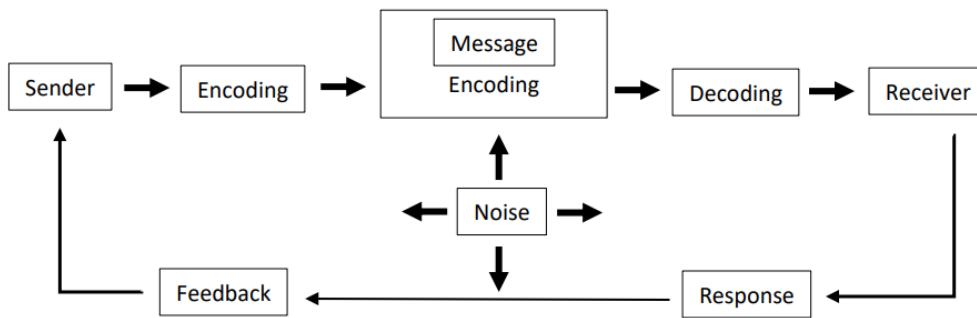 Message
Sender
Encoding
Encoding
Decoding
Receiver
Noise
Feedback
Response